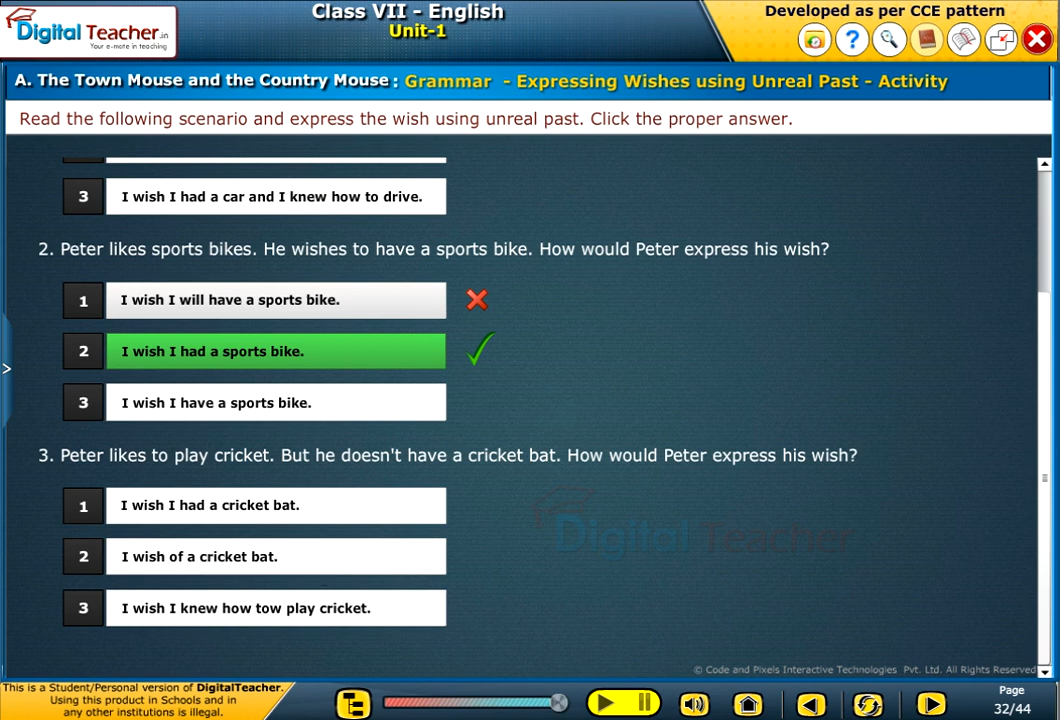 Digital Teacher.in
Your e-mate in teaching
Class VII - English
Unit-1
Developed as per CCE pattern
?
A. The Town Mouse and the Country Mouse : Grammar - Expressing Wishes using Unreal Past - Activity
Read the following scenario and express the wish using unreal past. Click the proper answer.
3 I wish I had a car and I knew how to drive.
2. Peter likes sports bikes. He wishes to have a sports bike. How would Peter express his wish?
1 I wish I will have a sports bike.
2 I wish I had a sports bike.
3 I wish I have a sports bike.
>
3. Peter likes to play cricket. But he doesn't have a cricket bat. How would Peter express his wish?
1 I wish I had a cricket bat.
2 I wish of a cricket bat.
3 I wish I knew how tow play cricket.
Digital Teacher
© Code and Pixels Interactive Technologies Pvt. Ltd. All Rights Reserved
This is a Student/Personal version of DigitalTeacher.
Using this product in Schools and in
any other institutions is illegal.
Page
32/44